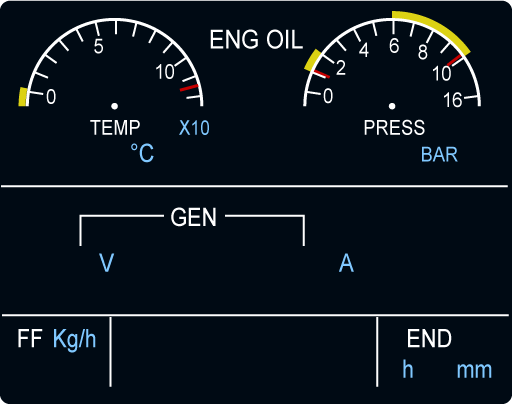 ENG OIL
0
5
10
TEMP
X10
°C
0
2
4
6
8
10
16
PRESS
BAR
GEN
V
A
FF Kg/h
END
h mm